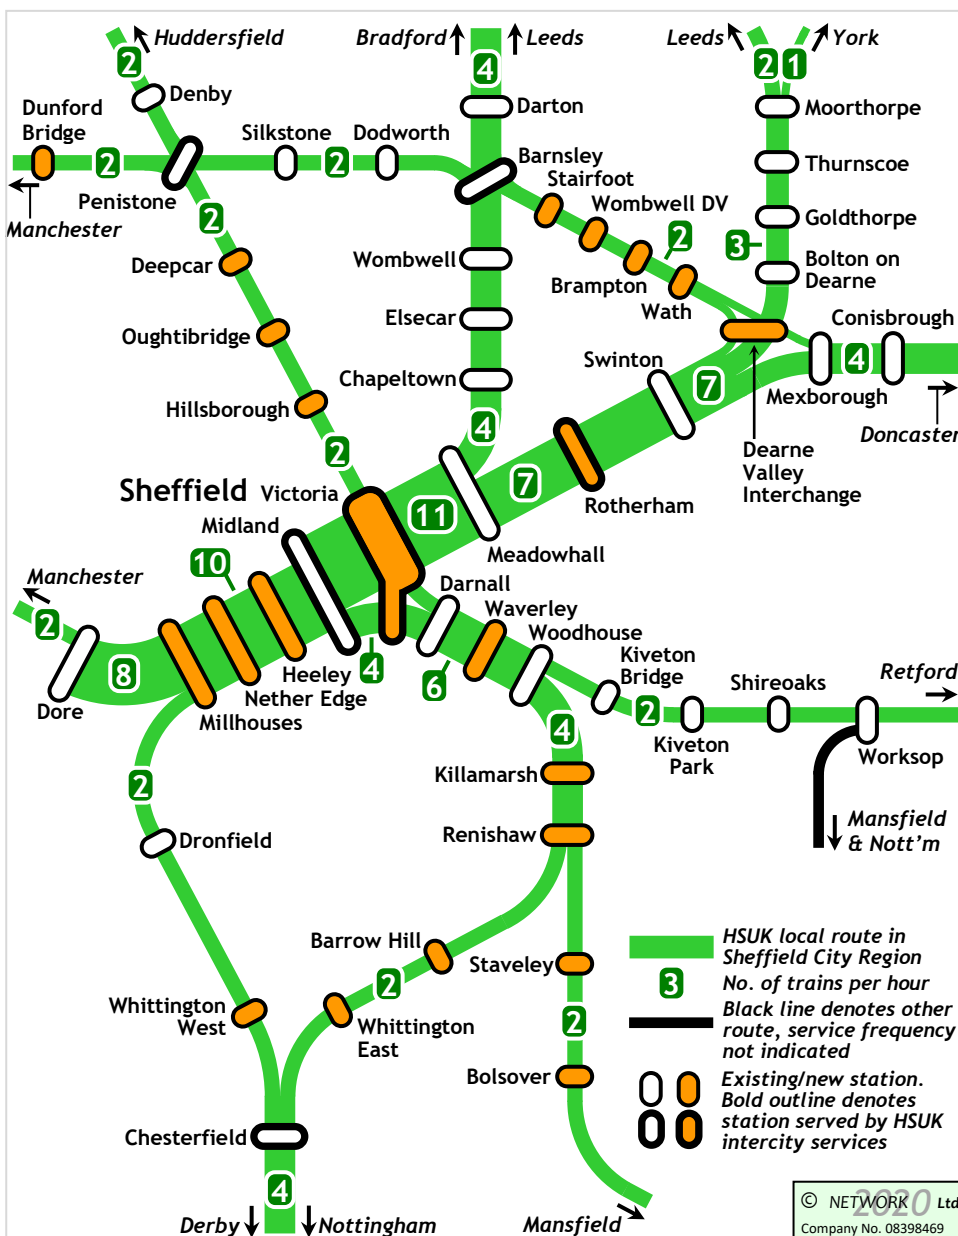 Huddersfield
Bradford
Leeds
Leeds
York
2
4
2
1
Denby
Dunford
Bridge
Darton
Moorthorpe
Silkstone
Dodworth
2
2
Barnsley
Thurnscoe
Penistone
Stairfoot
Manchester
2
Wombwell DV
Goldthorpe
2
3
Deepcar
Wombwell
Bolton on
Dearne
Brampton
Wath
Oughtibridge
Elsecar
Conisbrough
Swinton
4
Chapeltown
7
Mexborough
Hillsborough
4
Doncaster
2
Dearne
Valley
Interchange
Sheffield
Victoria
7
Rotherham
Midland
11
Meadowhall
10
Manchester
Darnall
2
Waverley
Woodhouse
4
Kiveton
Bridge
8
6
Heeley
Nether Edge
Millhouses
Shireoaks
Retford
Dore
2
4
Kiveton
Park
Worksop
Killamarsh
2
Mansfield
& Nott'm
Renishaw
Dronfield
Barrow Hill
2
Staveley
Whittington
West
Whittington
East
2
Bolsover
Chesterfield
4
Derby
Nottingham
Mansfield
HSUK local route in
Sheffield City Region
3
No. of trains per hour
Black line denotes other
route, service frequency
not indicated
Existing/new station.
Bold outline denotes
station served by HSUK
intercity services
© NETWORK 2020 Ltd
Company No. 08398469